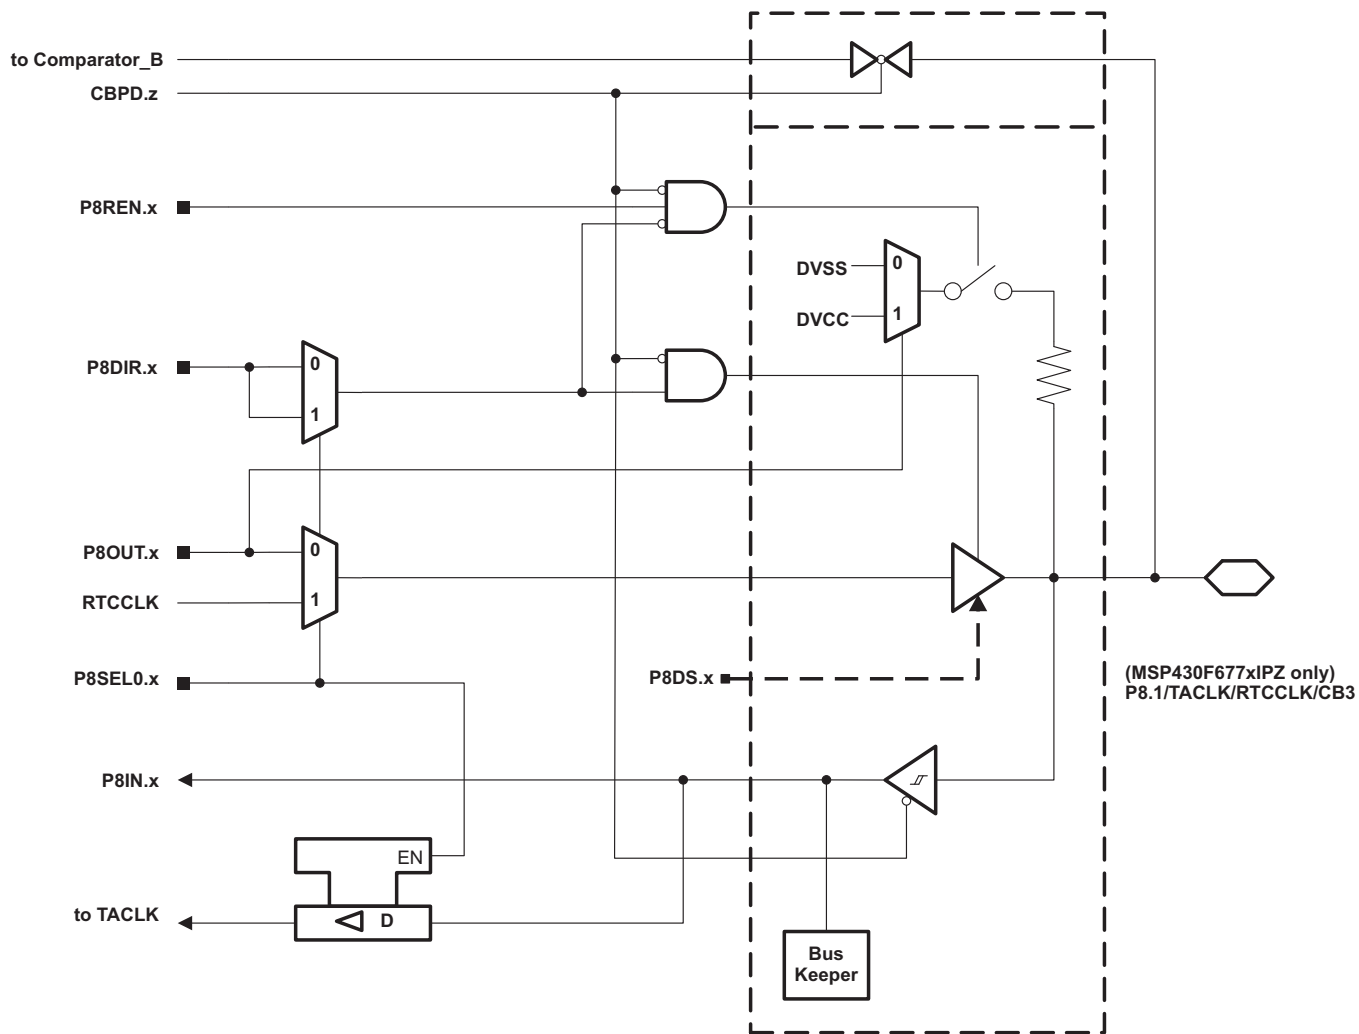 to Comparator_B
CBPD.z
P8REN.x
DVSS
0
DVCC
1
P8DIR.x
0
1
P8OUT.x
0
RTCCLK
1
P8SEL0.x
P8DS.x
(MSP430F677xIPZ only)
P8.1/TACLK/RTCCLK/CB3
P8IN.x
EN
to TACLK
D
Bus
Keeper